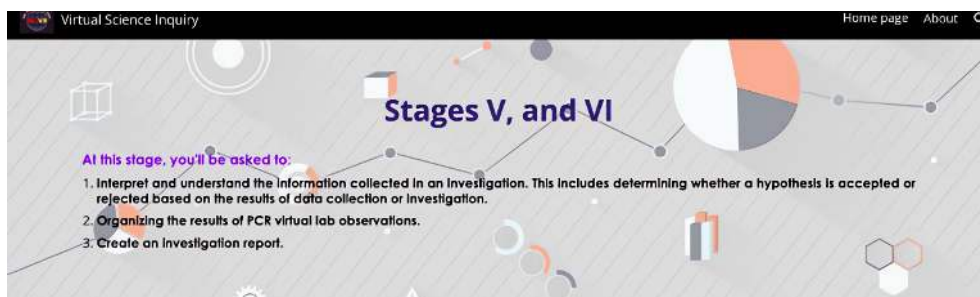 Virtual Science Inquiry
Home page About
Stages V, and VI
At this stage, you'll be asked to:
1. Interpret and understand the information collected in an investigation. This includes determining whether a hypothesis is accepted or
rejected based on the results of data collection or investigation.
2. Organizing the results of PCR virtual lab observations.
3. Create an investigation report.